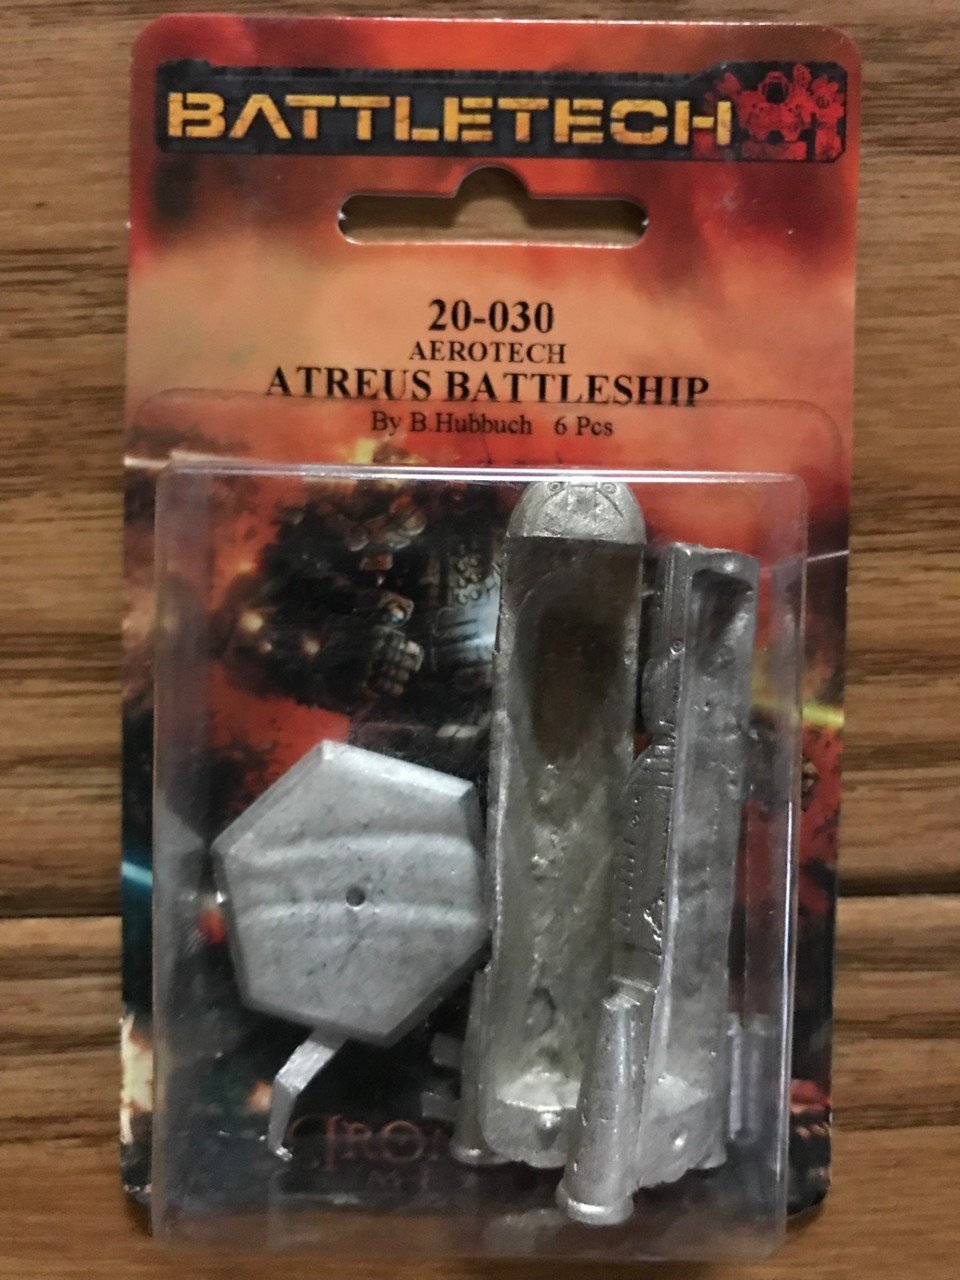 BATTLETECH
20-030
AEROTECH
ATREUS BATTLESHIP
By B.Hubbuch 6 Pcs